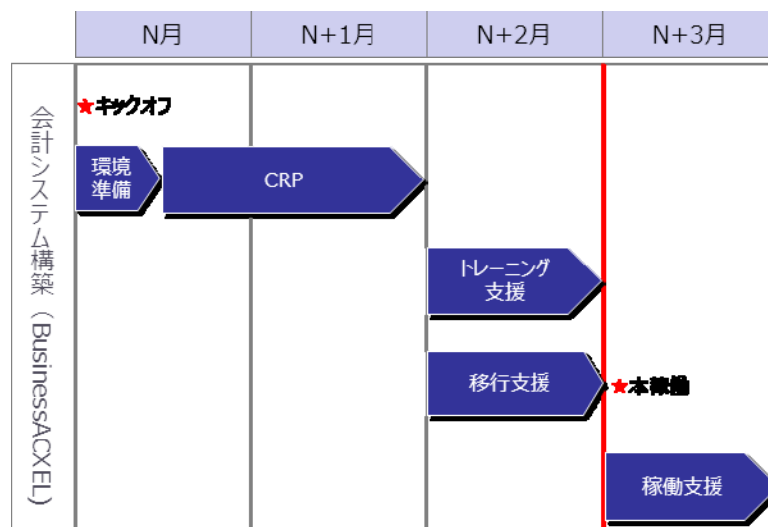 N月
N+1月
N+2月
N+3月
会計システム構築（BusinessACXEL)
★キックオフ
環境
準備
CRP
トレーニング
支援
移行支援
★本稼働
稼働支援